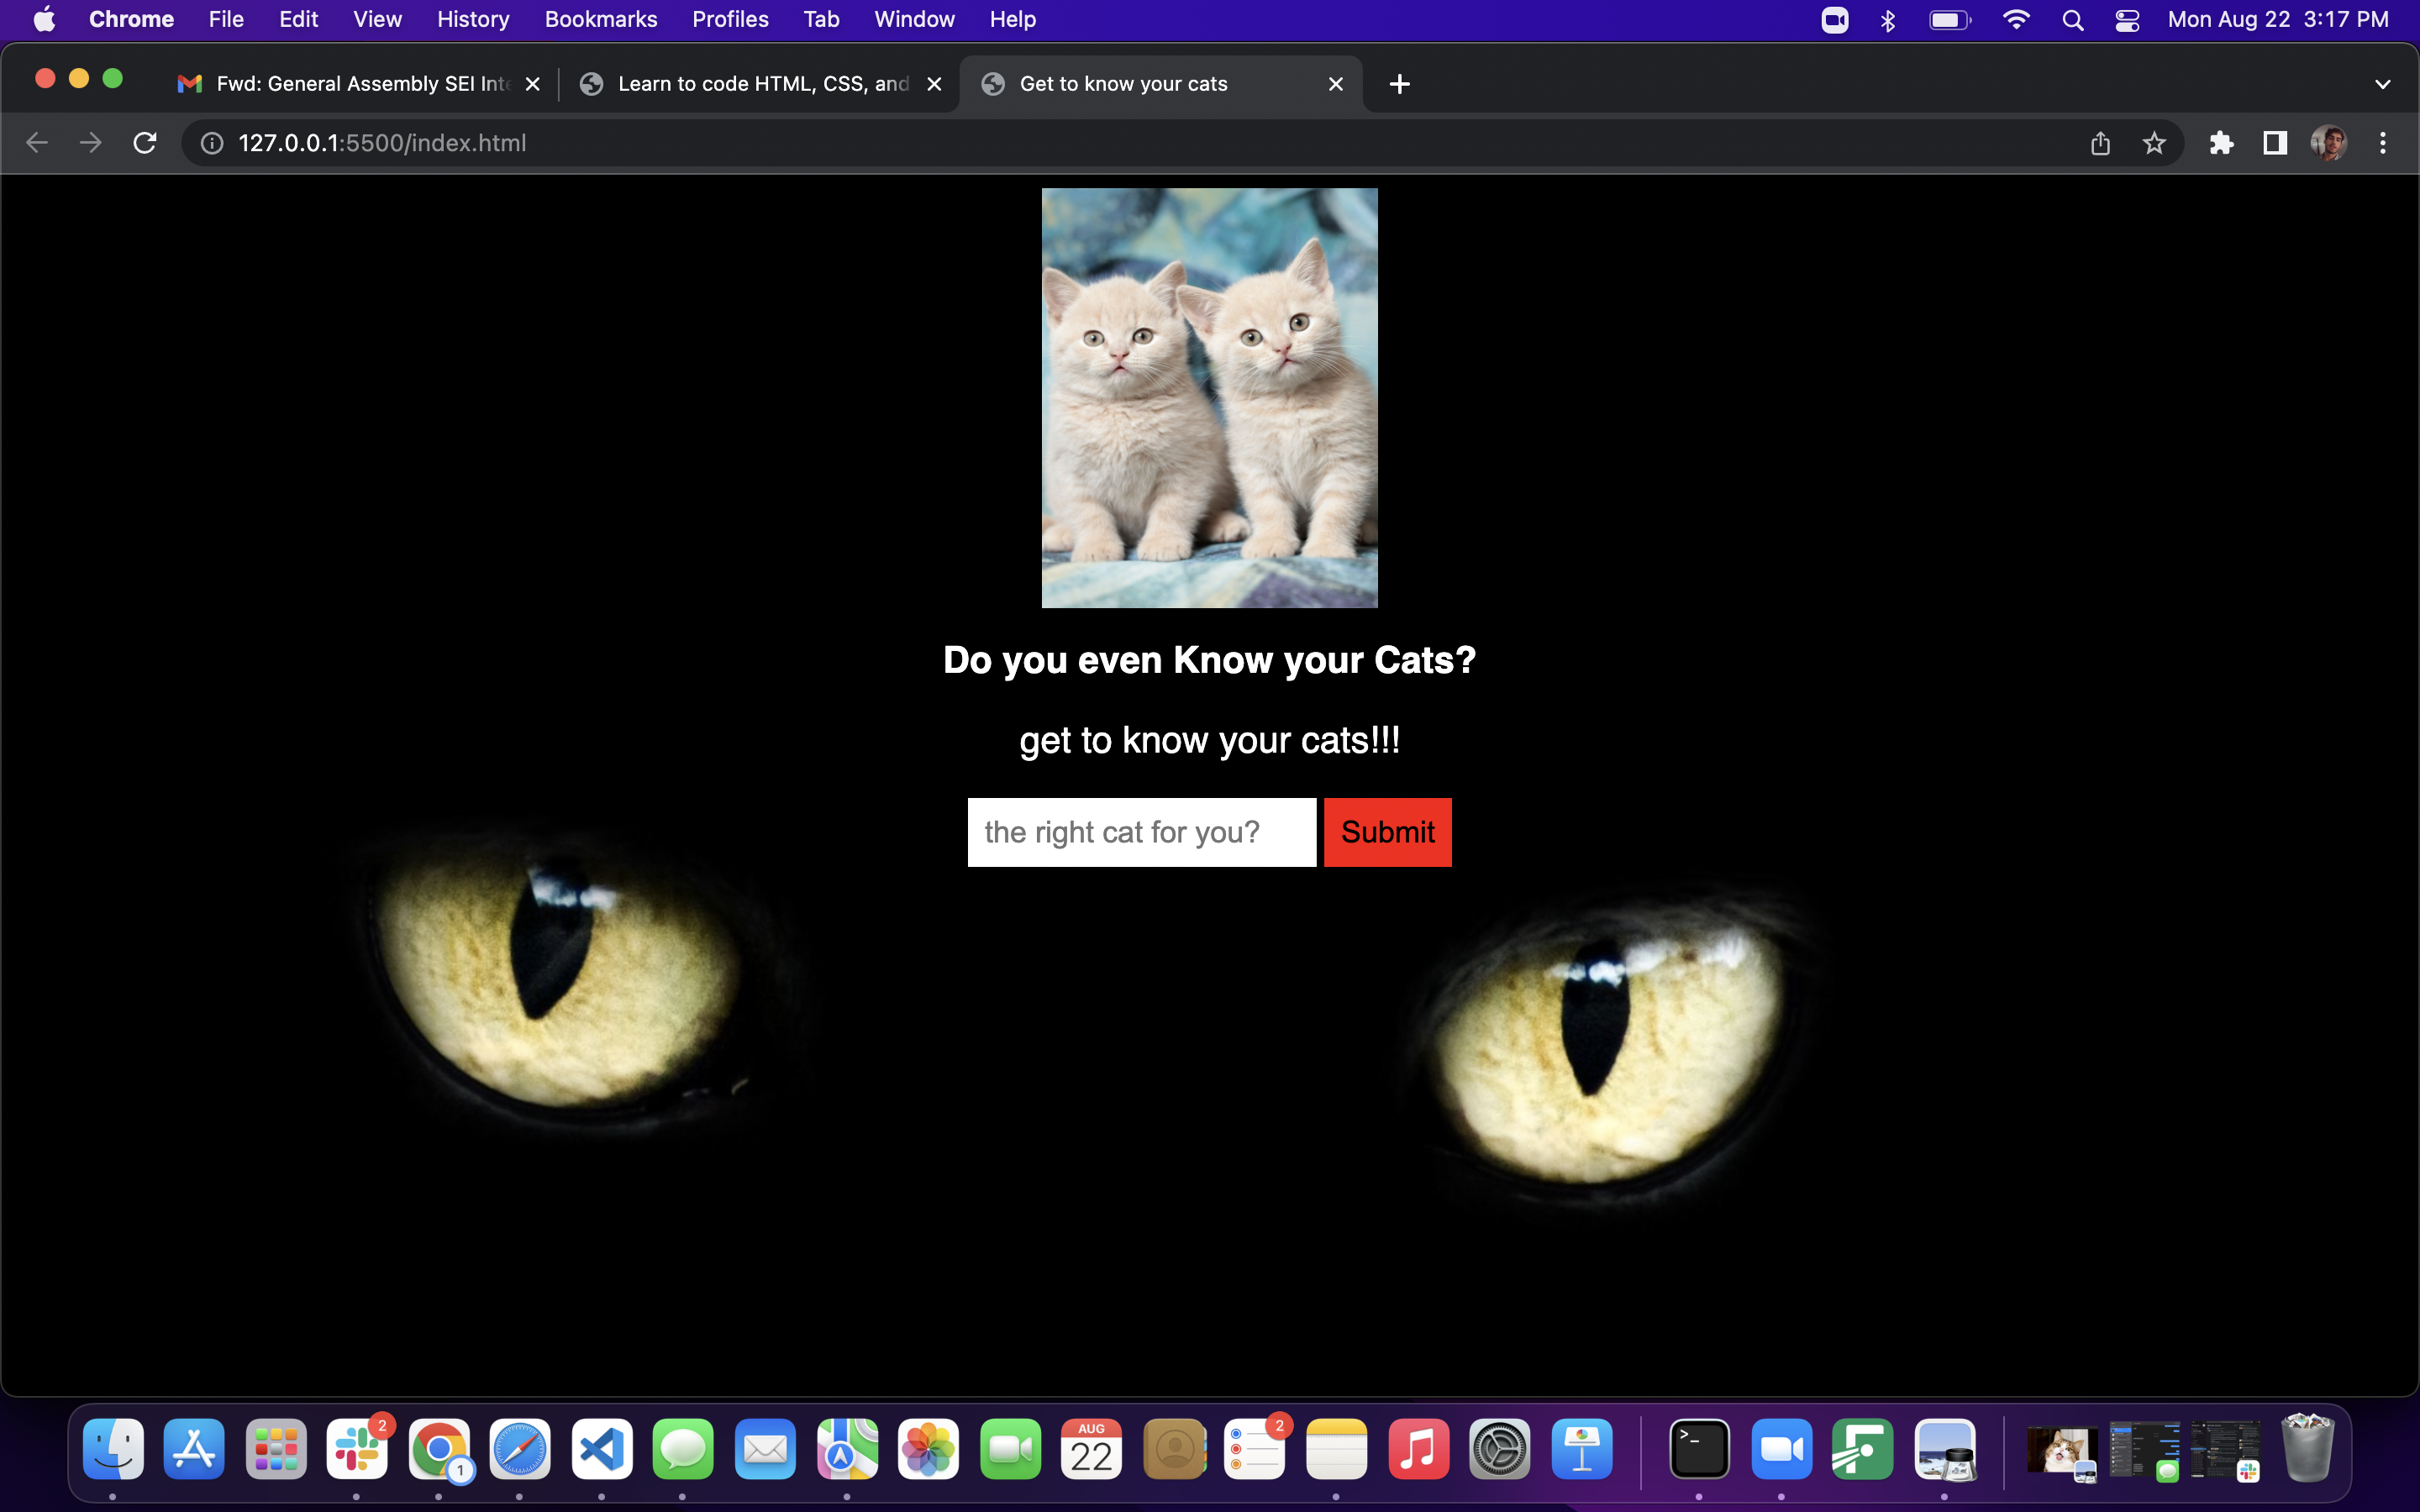 Chrome File Edit View History Bookmarks Profiles Tab Window Help Mon Aug 22 3:17 PM
Fwd: General Assembly SEI Inte Learn to code HTML, CSS, and Get to know your cats
127.0.0.1:5500/index.html
Do you even Know your Cats?
get to know your cats!!!
the right cat for you? Submit
2 1 AUG 22 2